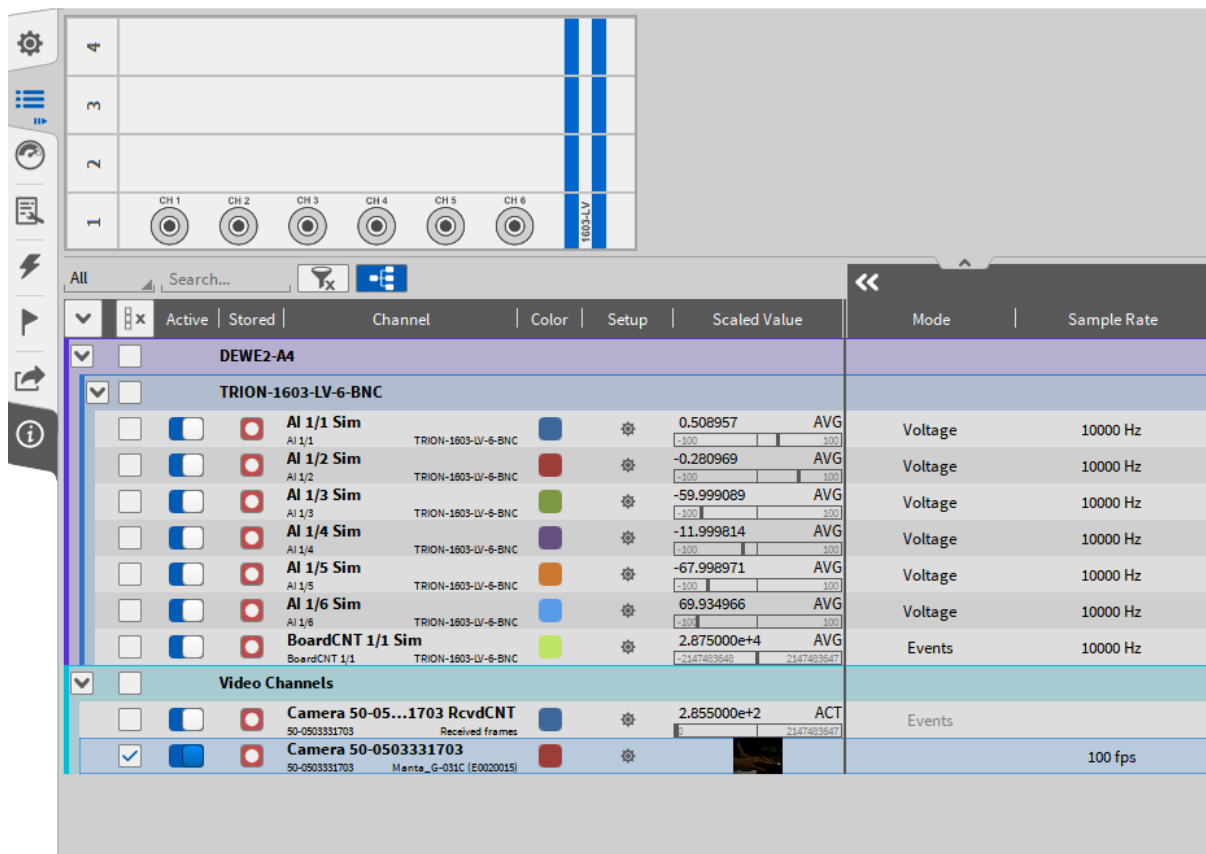 4
3
2
1
CH 1 CH 2 CH 3 CH 4 CH 5 CH 6
1603-LV
All Search...
x Active Stored Channel Color Setup Scaled Value Mode Sample Rate
DEWE2-A4
TRION-1603-LV-6-BNC
AI 1/1 Sim 0.508957 AVG Voltage 10000 Hz
AI 1/1 TRION-1603-LV-6-BNC -100 100
AI 1/2 Sim -0.280969 AVG Voltage 10000 Hz
AI 1/2 TRION-1603-LV-6-BNC -100 100
AI 1/3 Sim -59.999089 AVG Voltage 10000 Hz
AI 1/3 TRION-1603-LV-6-BNC -100 100
AI 1/4 Sim -11.999814 AVG Voltage 10000 Hz
AI 1/4 TRION-1603-LV-6-BNC -100 100
AI 1/5 Sim -67.998971 AVG Voltage 10000 Hz
AI 1/5 TRION-1603-LV-6-BNC -100 100
AI 1/6 Sim 69.934966 AVG Voltage 10000 Hz
AI 1/6 TRION-1603-LV-6-BNC -100 100
BoardCNT 1/1 Sim 2.875000e+4 AVG Events 10000 Hz
BoardCNT 1/1 TRION-1603-LV-6-BNC -2147483648 2147483647
Video Channels
Camera 50-05...1703 RcvdCNT 2.855000e+2 ACT Events
50-0503331703 Received frames 0 2147483647
Camera 50-0503331703 100 fps
50-0503331703 Manta_G-031C (E0020015)